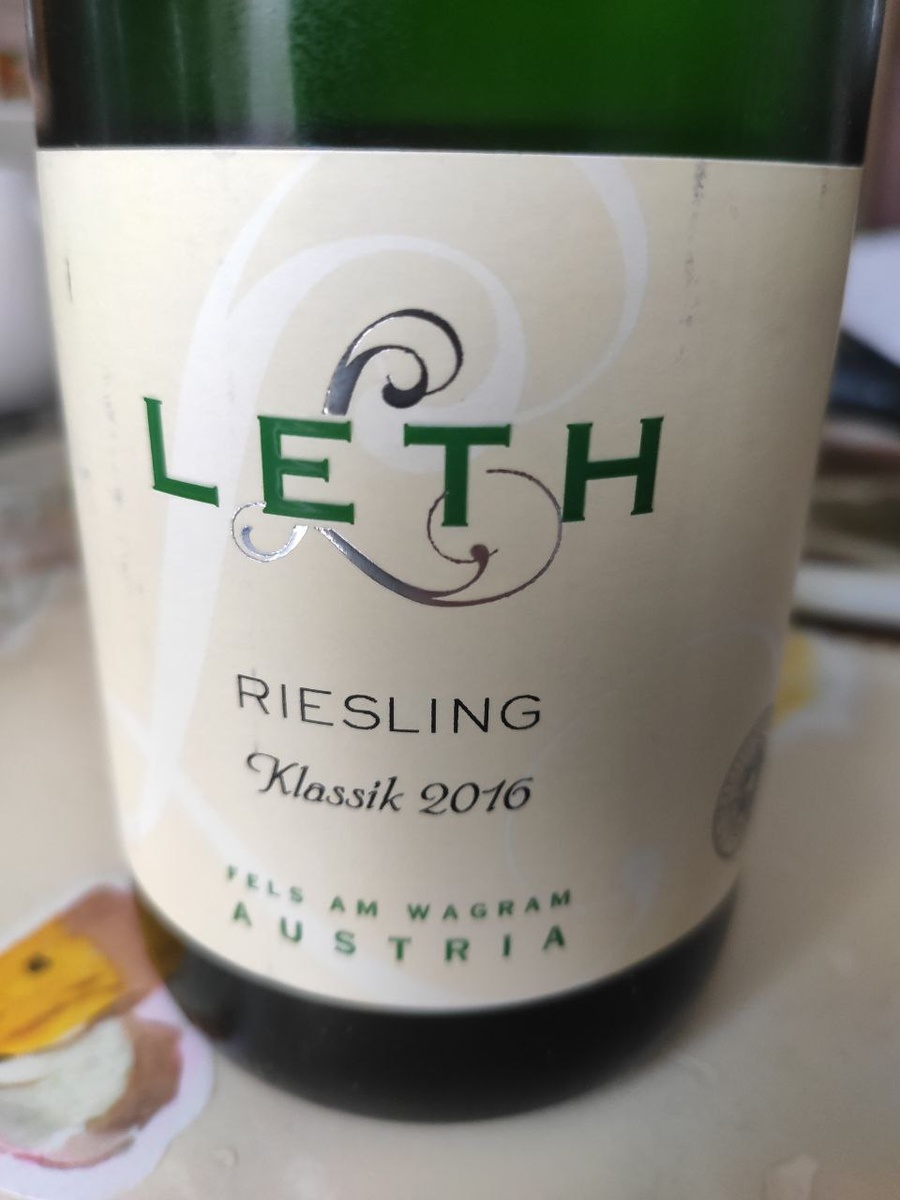 LETH
RIESLING
Klassik 2016
FELS AM WAGRAM
AUSTRIA